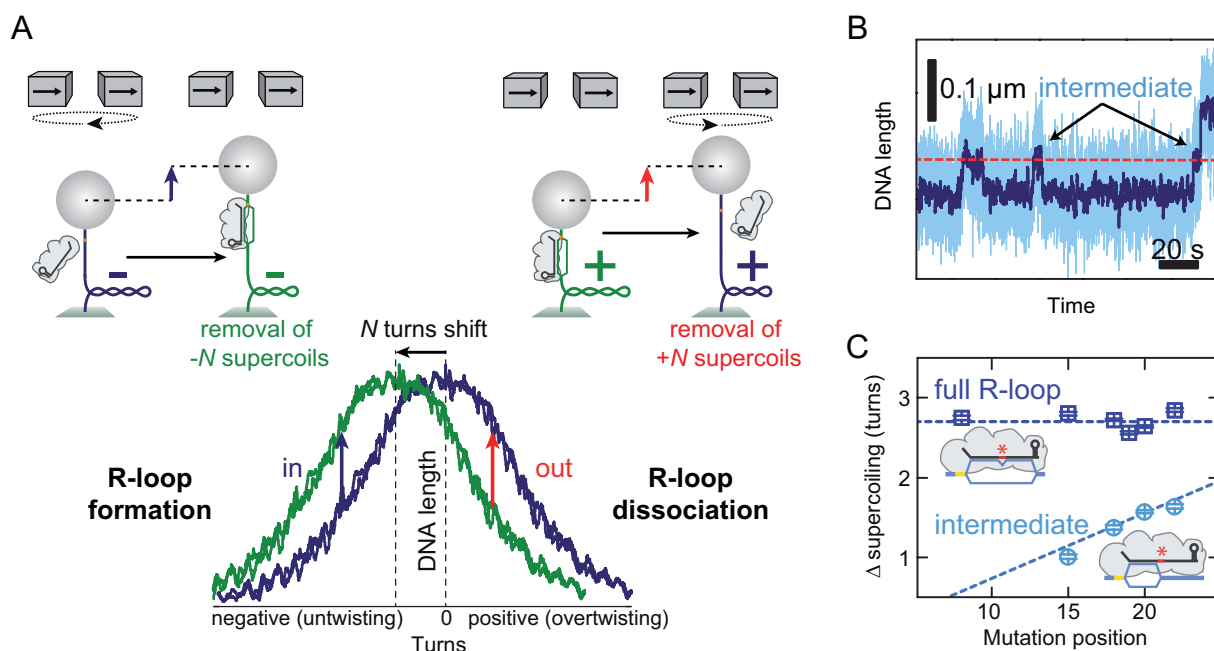 A
−
−
removal of
-N supercoils
+
+
removal of
+N supercoils
N turns shift
in
out
R-loop
formation
R-loop
dissociation
DNA length
negative (untwisting)
0
positive (overtwisting)
Turns
B
0.1 µm
intermediate
DNA length
20 s
Time
C
full R-loop
*
intermediate
*
Δ supercoiling (turns)
3
2
1
10
15
20
Mutation position